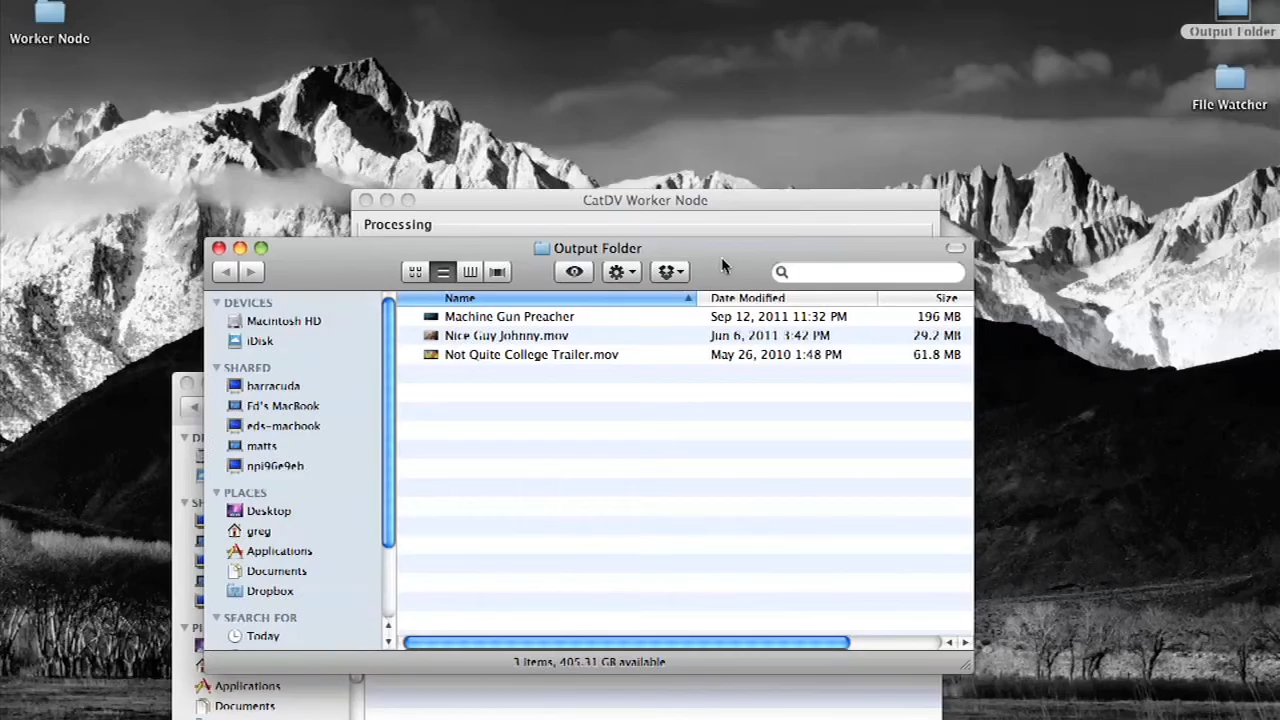 Worker Node
Output Folder
File Watcher
CatDV Worker Node
Processing
Output Folder
Name Date Modified Size
Machine Gun Preacher Sep 12, 2011 11:32 PM 196 MB
Nice Guy Johnny.mov Jun 6, 2011 3:42 PM 29.2 MB
Not Quite College Trailer.mov May 26, 2010 1:48 PM 61.8 MB
DEVICES
Macintosh HD
iDisk
SHARED
barracuda
Ed's MacBook
eds-macbook
matts
npi96e9eb
PLACES
Desktop
greg
Applications
Documents
Dropbox
SEARCH FOR
Today
3 items, 405.31 GB available
Applications
Documents